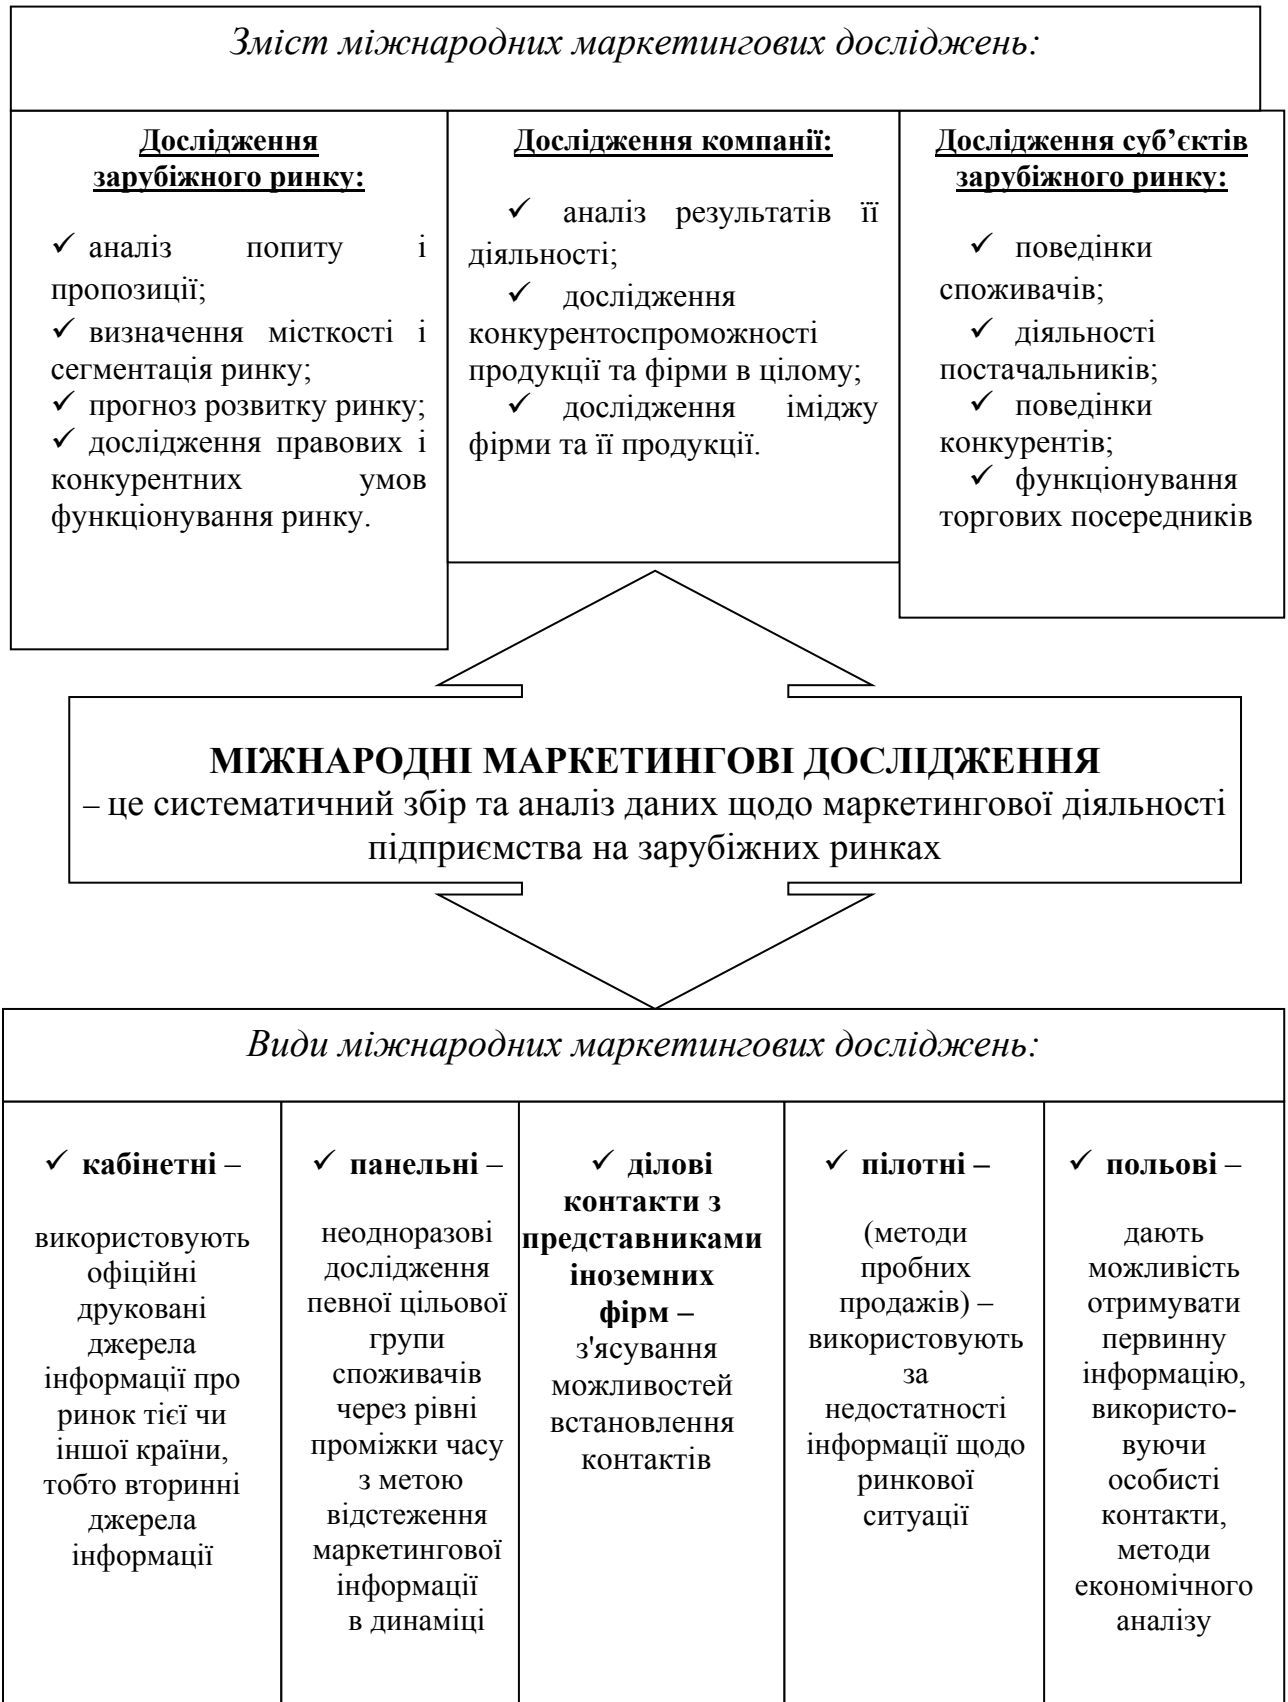 Зміст міжнародних маркетингових досліджень:
Дослідження
зарубіжного ринку:
✓ аналіз попиту і
пропозиції;
✓ визначення місткості і
сегментація ринку;
✓ прогноз розвитку ринку;
✓ дослідження правових і
конкурентних умов
функціонування ринку.
Дослідження компанії:
✓ аналіз результатів її
діяльності;
✓ дослідження
конкурентоспроможності
продукції та фірми в цілому;
✓ дослідження іміджу
фірми та її продукції.
Дослідження суб’єктів
зарубіжного ринку:
✓ поведінки
споживачів;
✓ діяльності
постачальників;
✓ поведінки
конкурентів;
✓ функціонування
торгових посередників
МІЖНАРОДНІ МАРКЕТИНГОВІ ДОСЛІДЖЕННЯ
– це систематичний збір та аналіз даних щодо маркетингової діяльності
підприємства на зарубіжних ринках
Види міжнародних маркетингових досліджень:
✓ кабінетні –
використовують
офіційні
друковані
джерела
інформації про
ринок тієї чи
іншої країни,
тобто вторинні
джерела
інформації
✓ панельні –
неодноразові
дослідження
певної цільової
групи
споживачів
через рівні
проміжки часу
з метою
відстеження
маркетингової
інформації
в динаміці
✓ ділові
контакти з
представниками
іноземних
фірм –
з'ясування
можливостей
встановлення
контактів
✓ пілотні –
(методи
пробних
продажів) –
використовують
за
недостатності
інформації щодо
ринкової
ситуації
✓ польові –
дають
можливість
отримувати
первинну
інформацію,
використо-
вуючи
особисті
контакти,
методи
економічного
аналізу